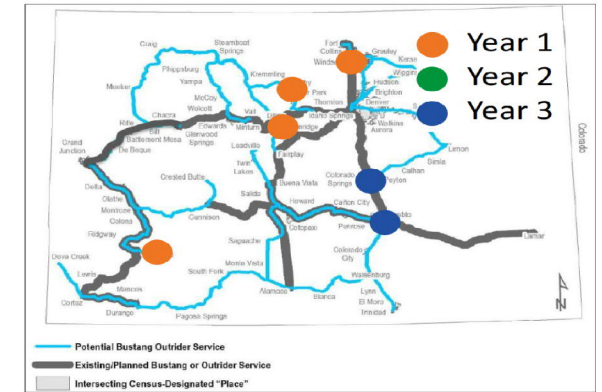 Craig
Steamboat
Springs
Fort
Collins
Windsor
Greeley
Year 1
Phippsburg
Kremmling
Kersey
Wiggins
Year 2
Meeker
Yampa
Park
Hudson
Brighton
McCoy
Thornton
Denver
Year 3
Wolcott
Vail
Idaho Springs
Watkins
Aurora
Rifle
Chacra
Edwards
Minturn
Silt
Glenwood
Springs
Battlement Mesa
De Beque
Leadville
Fairplay
Limon
Grand
Junction
Twin
Lakes
Simla
Colorado
Calhan
Crested Butte
Buena Vista
Colorado
Springs
Peyton
Delta
Olathe
Montrose
Colona
Salida
Howard
Cañon City
Gunnison
Cotopaxi
Penrose
Ridgway
Saguache
Colorado
City
Lamar
Dove Creek
Lewis
Monte Vista
Walsenburg
South Fork
Mancos
Alamosa
Blanca
Lynn
El Moro
Trinidad
Cortez
Durango
Pagosa Springs
N
Potential Bustang Outrider Service
Existing/Planned Bustang or Outrider Service
Intersecting Census-Designated "Place"